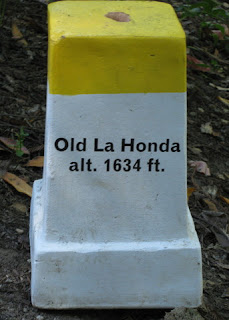 Old La Honda
alt. 1634 ft.